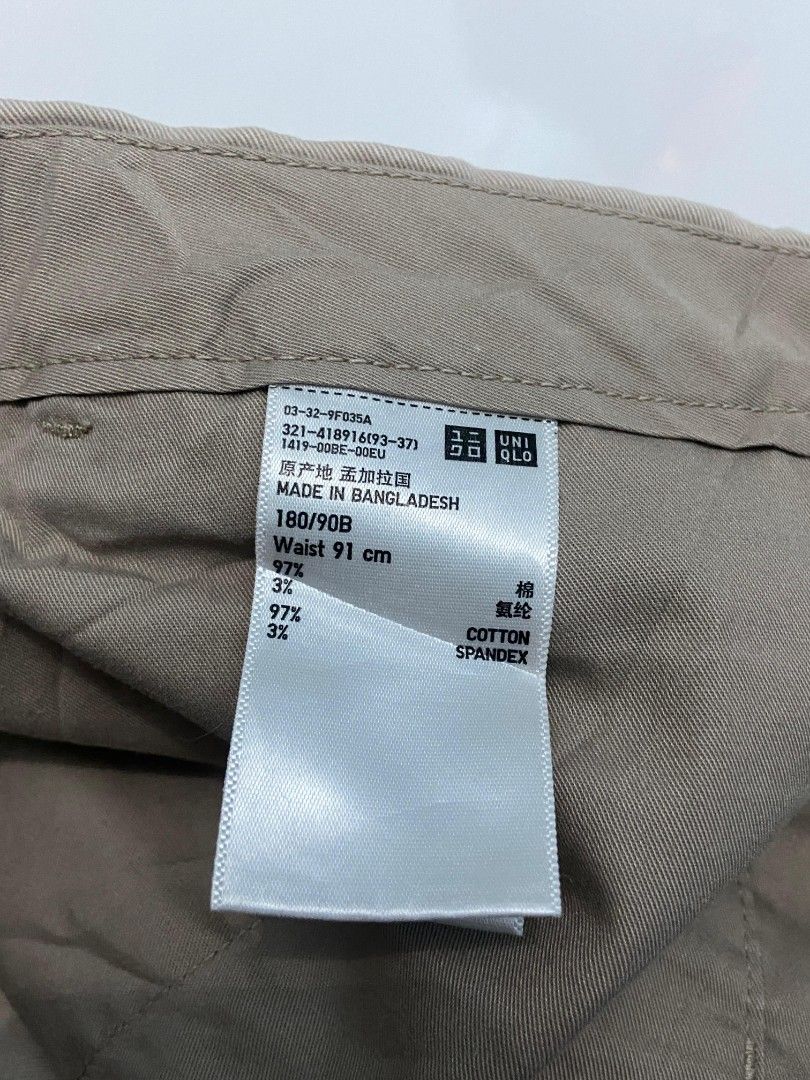 03-32-9F035A
321-418916(93-37)
1419-00BE-00EU
ユニ
クロ
UNI
QLO
原产地 孟加拉国
MADE IN BANGLADESH
180/90B
Waist 91 cm
97% 棉
3% 氨纶
97% COTTON
3% SPANDEX